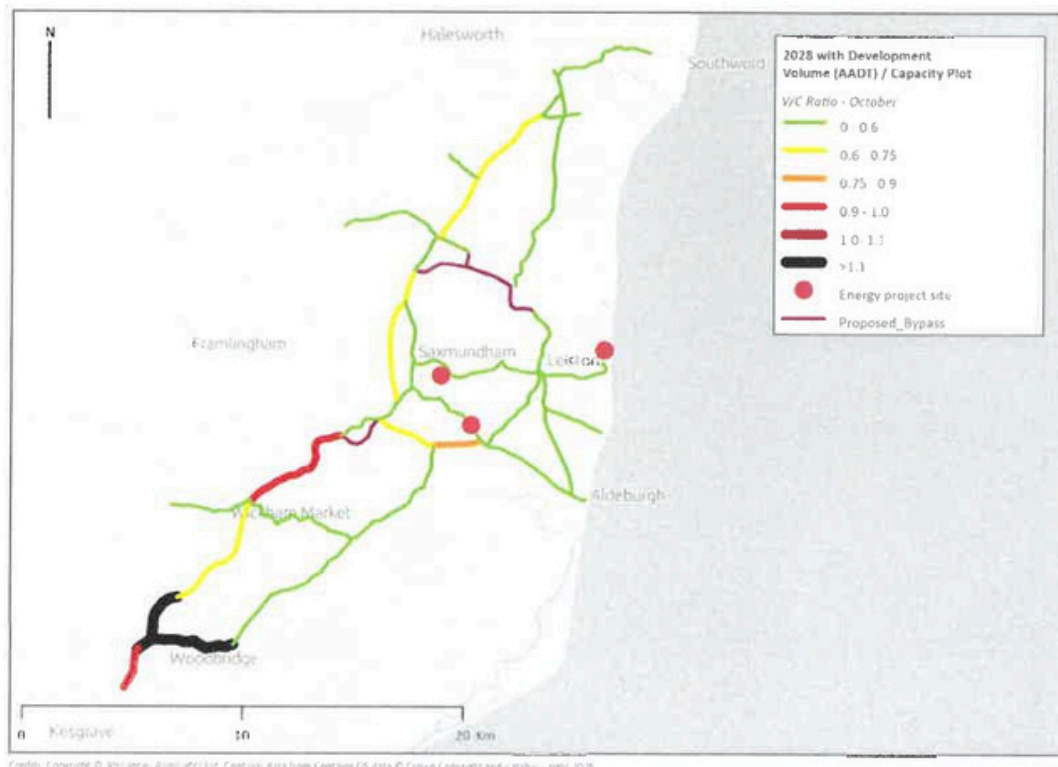 N
Halesworth
Southwold
2028 with Development
Volume (AADT) / Capacity Plot
V/C Ratio - October
0 0.6
0.6 0.75
0.75 0.9
0.9 - 1.0
1.0 1.1
>1.1
Energy project site
Proposed_Bypass
Framlingham
Saxmundham
Leiston
Aldeburgh
Wickham Market
Woodbridge
0 10 20 Km
Kesgrave